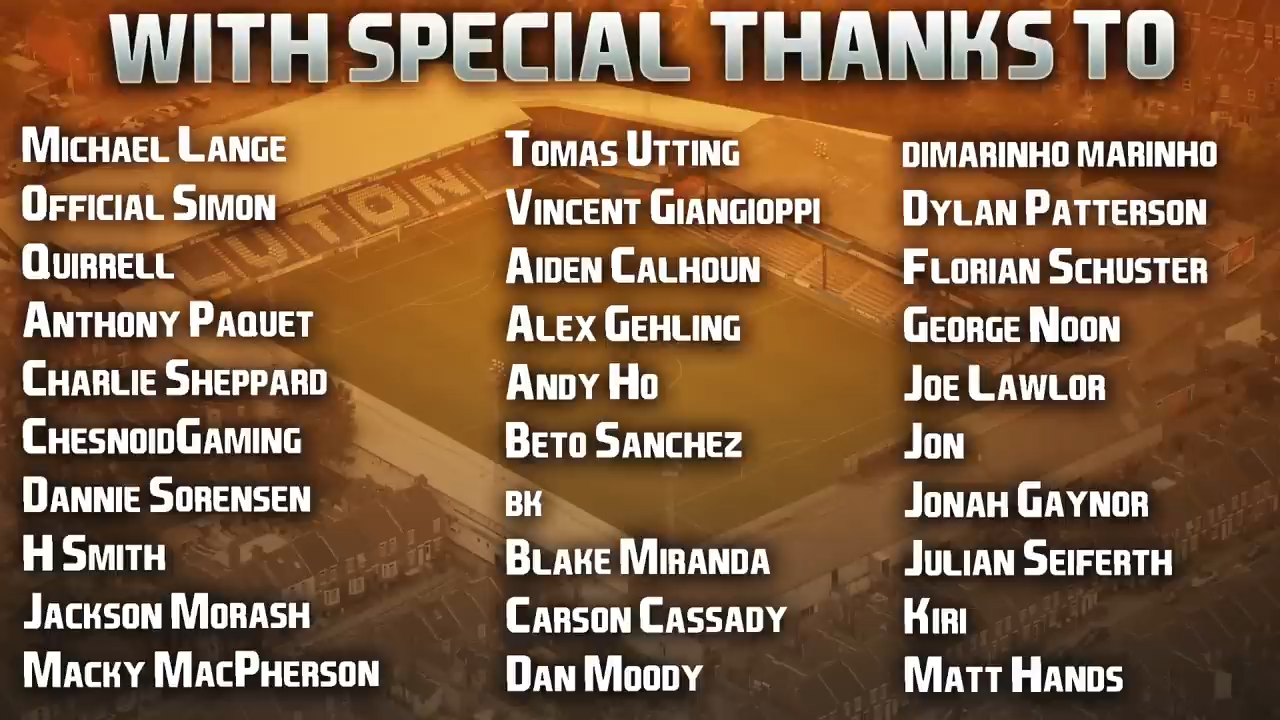 WITH SPECIAL THANKS TO
Michael Lange
Official Simon
Quirrell
Anthony Paquet
Charlie Sheppard
ChesnoidGaming
Dannie Sorensen
H Smith
Jackson Morash
Macky MacPherson
Tomas Utting
Vincent Giangioppi
Aiden Calhoun
Alex Gehling
Andy Ho
Beto Sanchez
bk
Blake Miranda
Carson Cassady
Dan Moody
dimarinho marinho
Dylan Patterson
Florian Schuster
George Noon
Joe Lawlor
Jon
Jonah Gaynor
Julian Seiferth
Kiri
Matt Hands
LUTON